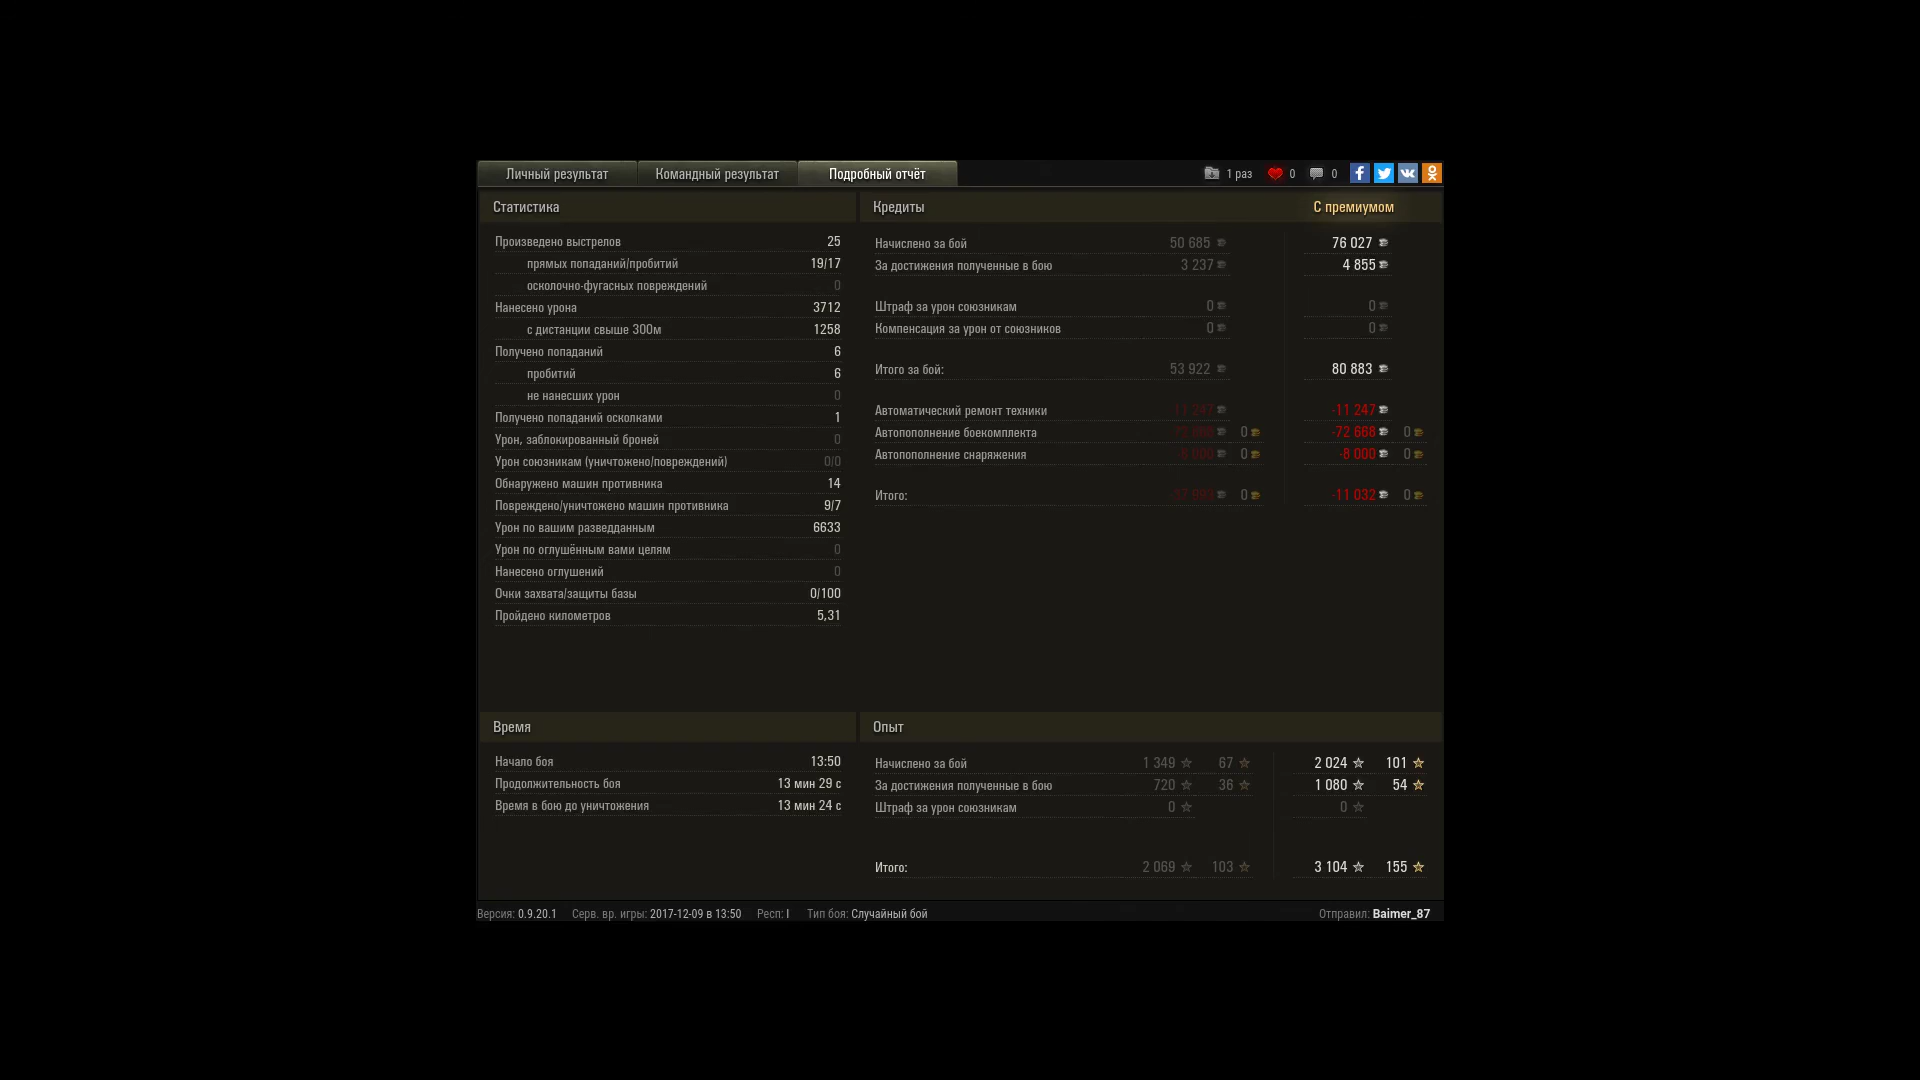 Личный результат Командный результат Подробный отчёт 1 раз 0 0
Статистика
Произведено выстрелов 25
прямых попаданий/пробитий 19/17
осколочно-фугасных повреждений 0
Нанесено урона 3712
с дистанции свыше 300м 1258
Получено попаданий 6
пробитий 6
не нанесших урон 0
Получено попаданий осколками 1
Урон, заблокированный броней 0
Урон союзникам (уничтожено/повреждений) 0/0
Обнаружено машин противника 14
Повреждено/уничтожено машин противника 9/7
Урон по вашим разведданным 6633
Урон по оглушённым вами целям 0
Нанесено оглушений 0
Очки захвата/защиты базы 0/100
Пройдено километров 5,31
Кредиты С премиумом
Начислено за бой 50 685 76 027
За достижения полученные в бою 3 237 4 855
Штраф за урон союзникам 0 0
Компенсация за урон от союзников 0 0
Итого за бой: 53 922 80 883
Автоматический ремонт техники -11 247 -11 247
Автопополнение боекомплекта 0 -72 668 0
Автопополнение снаряжения -8 000 0 -8 000 0
Итого: 0 -11 032 0
Время
Начало боя 13:50
Продолжительность боя 13 мин 29 с
Время в бою до уничтожения 13 мин 24 с
Опыт
Начислено за бой 1 349 67 2 024 101
За достижения полученные в бою 720 36 1 080 54
Штраф за урон союзникам 0 0
Итого: 2 069 103 3 104 155
Версия: 0.9.20.1 Серв. вр. игры: 2017-12-09 в 13:50 Респ: I Тип боя: Случайный бой Отправил: Baimer_87